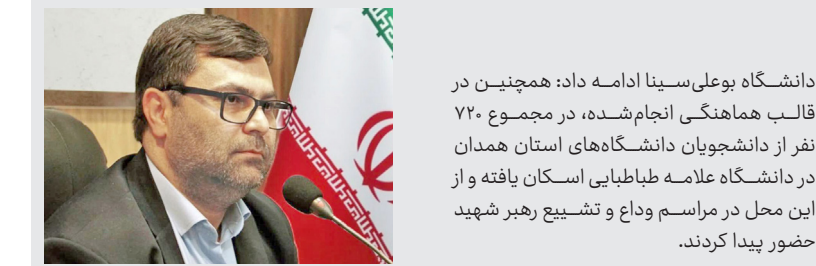 دانشگاه بوعلی‌سینا ادامه داد: همچنین در
قالب هماهنگی انجام‌شده، در مجموع ۷۲۰
نفر از دانشجویان دانشگاه‌های استان همدان
در دانشگاه علامه طباطبایی اسکان یافته و از
این محل در مراسم وداع و تشییع رهبر شهید
حضور پیدا کردند.